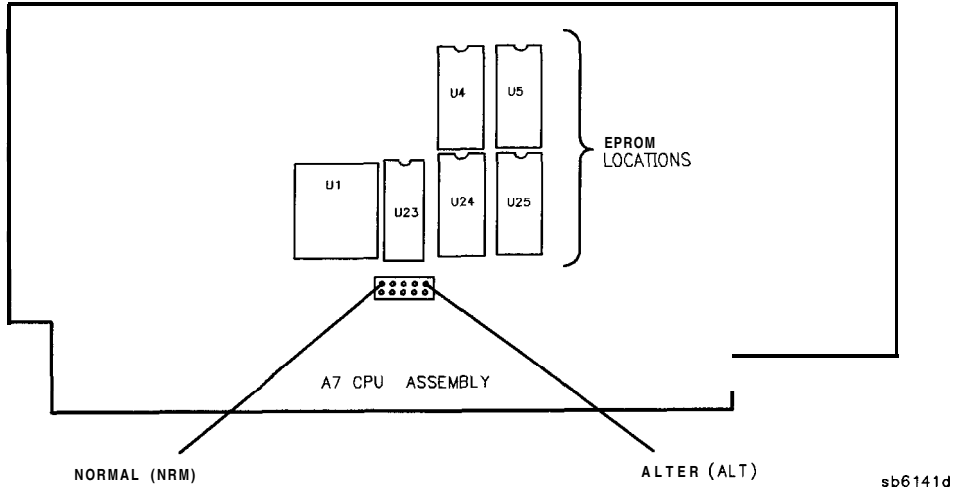 U4
U5
EPROM
LOCATIONS
U1
U23
U24
U25
A7 CPU ASSEMBLY
NORMAL (NRM)
ALTER (ALT)
sb6141d